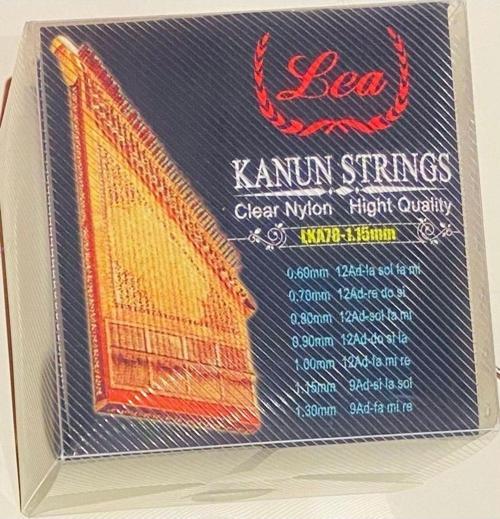 Lea
KANUN STRINGS
Clear Nylon Hight Quality
LKA78-1.15mm
0.60mm 12Ad-la sol fa mi
0.70mm 12Ad-re do si
0.80mm 12Ad-sol fa mi
0.90mm 12Ad-do si la
1.00mm 12Ad-fa mi re
1.15mm 9Ad-si la sol
1.30mm 9Ad-fa mi re